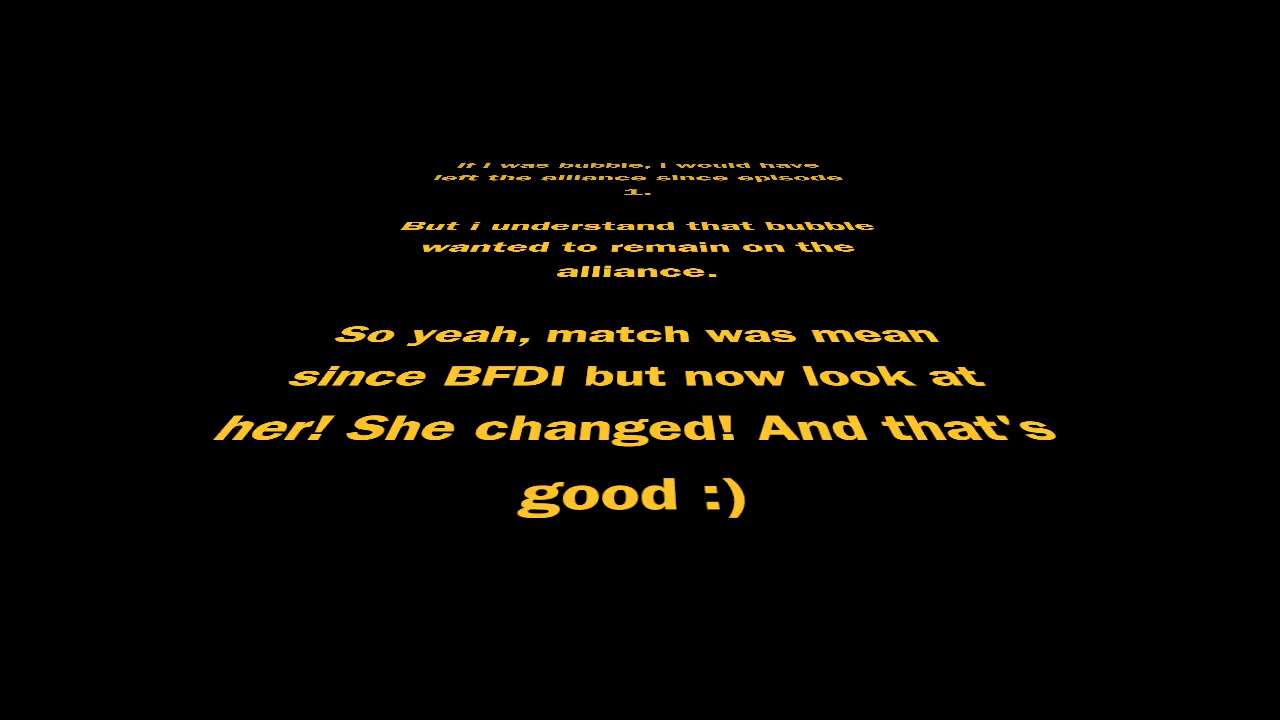 If I was bubble, I would have
left the alliance since episode
1.
But i understand that bubble
wanted to remain on the
alliance.
So yeah, match was mean
since BFDI but now look at
her! She changed! And that's
good :)